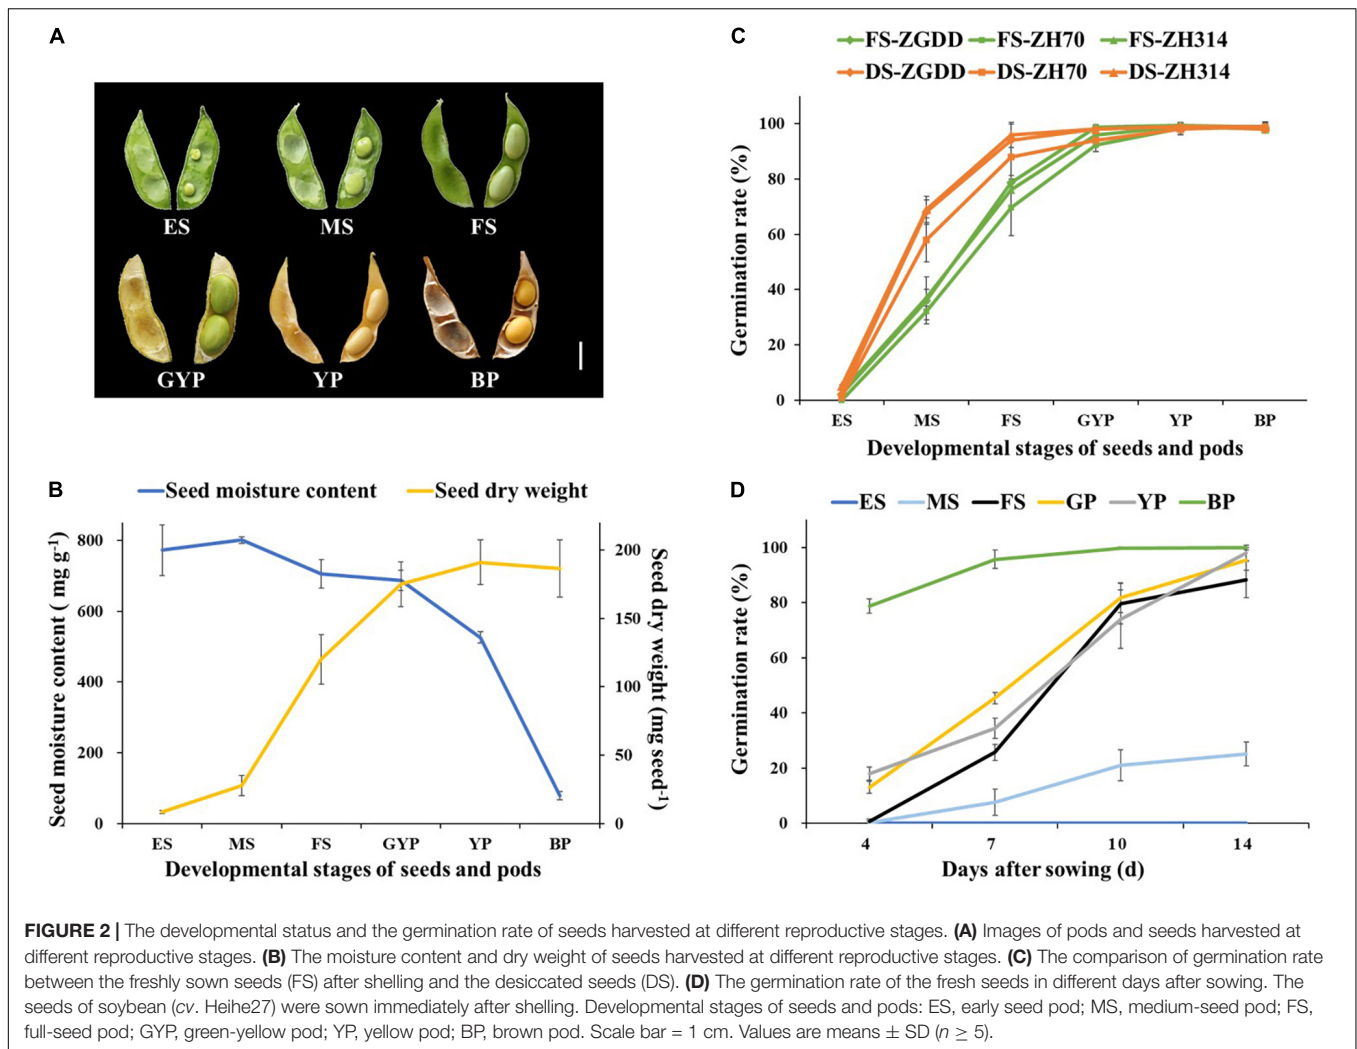 A
ES
MS
FS
GYP
YP
BP
B
Seed moisture content
Seed dry weight
Seed moisture content ( mg g-1)
800
600
400
200
0
200
150
100
50
0
Seed dry weight (mg seed-1)
ES MS FS GYP YP BP
Developmental stages of seeds and pods
C
FS-ZGDD FS-ZH70 FS-ZH314
DS-ZGDD DS-ZH70 DS-ZH314
Germination rate (%)
100
80
60
40
20
0
ES MS FS GYP YP BP
Developmental stages of seeds and pods
D
ES MS FS GP YP BP
Germination rate (%)
100
80
60
40
20
0
4 7 10 14
Days after sowing (d)
FIGURE 2 | The developmental status and the germination rate of seeds harvested at different reproductive stages. (A) Images of pods and seeds harvested at
different reproductive stages. (B) The moisture content and dry weight of seeds harvested at different reproductive stages. (C) The comparison of germination rate
between the freshly sown seeds (FS) after shelling and the desiccated seeds (DS). (D) The germination rate of the fresh seeds in different days after sowing. The
seeds of soybean (cv. Heihe27) were sown immediately after shelling. Developmental stages of seeds and pods: ES, early seed pod; MS, medium-seed pod; FS,
full-seed pod; GYP, green-yellow pod; YP, yellow pod; BP, brown pod. Scale bar = 1 cm. Values are means ± SD (n ≥ 5).